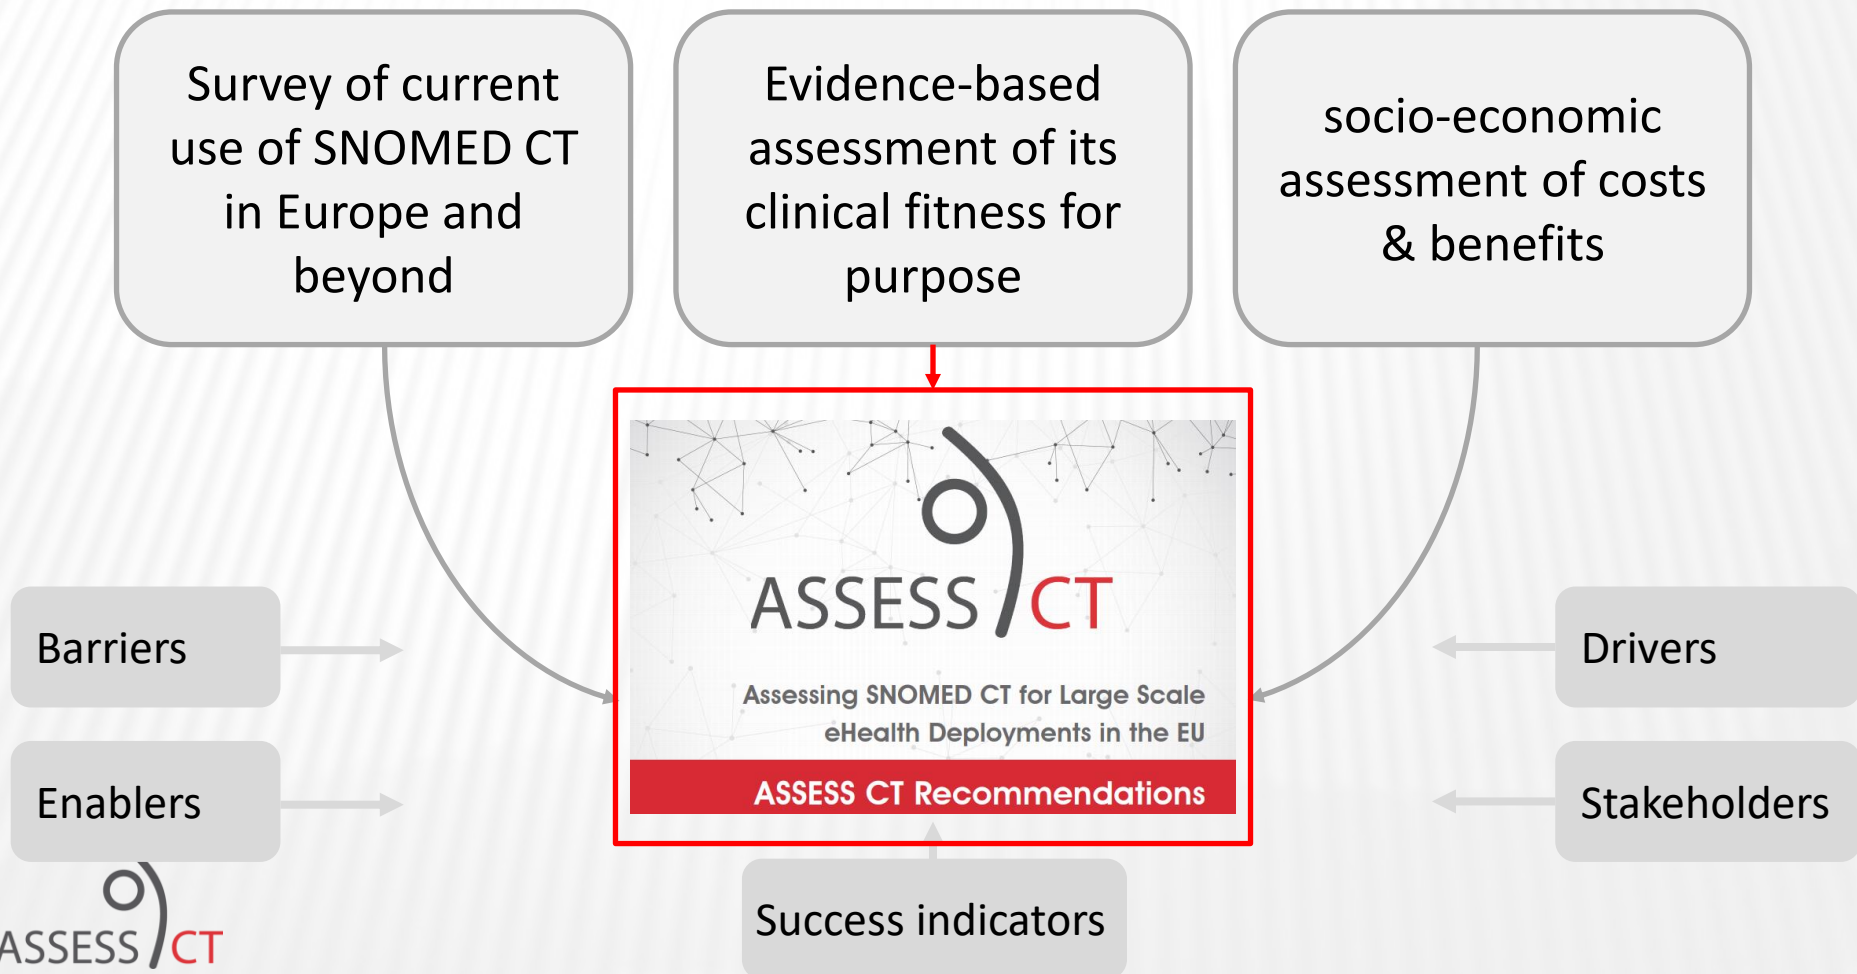 Survey of current
use of SNOMED CT
in Europe and
beyond
Evidence-based
assessment of its
clinical fitness for
purpose
socio-economic
assessment of costs
& benefits
ASSESS CT
Assessing SNOMED CT for Large Scale
eHealth Deployments in the EU
ASSESS CT Recommendations
Barriers
Enablers
Drivers
Stakeholders
Success indicators
ASSESS CT